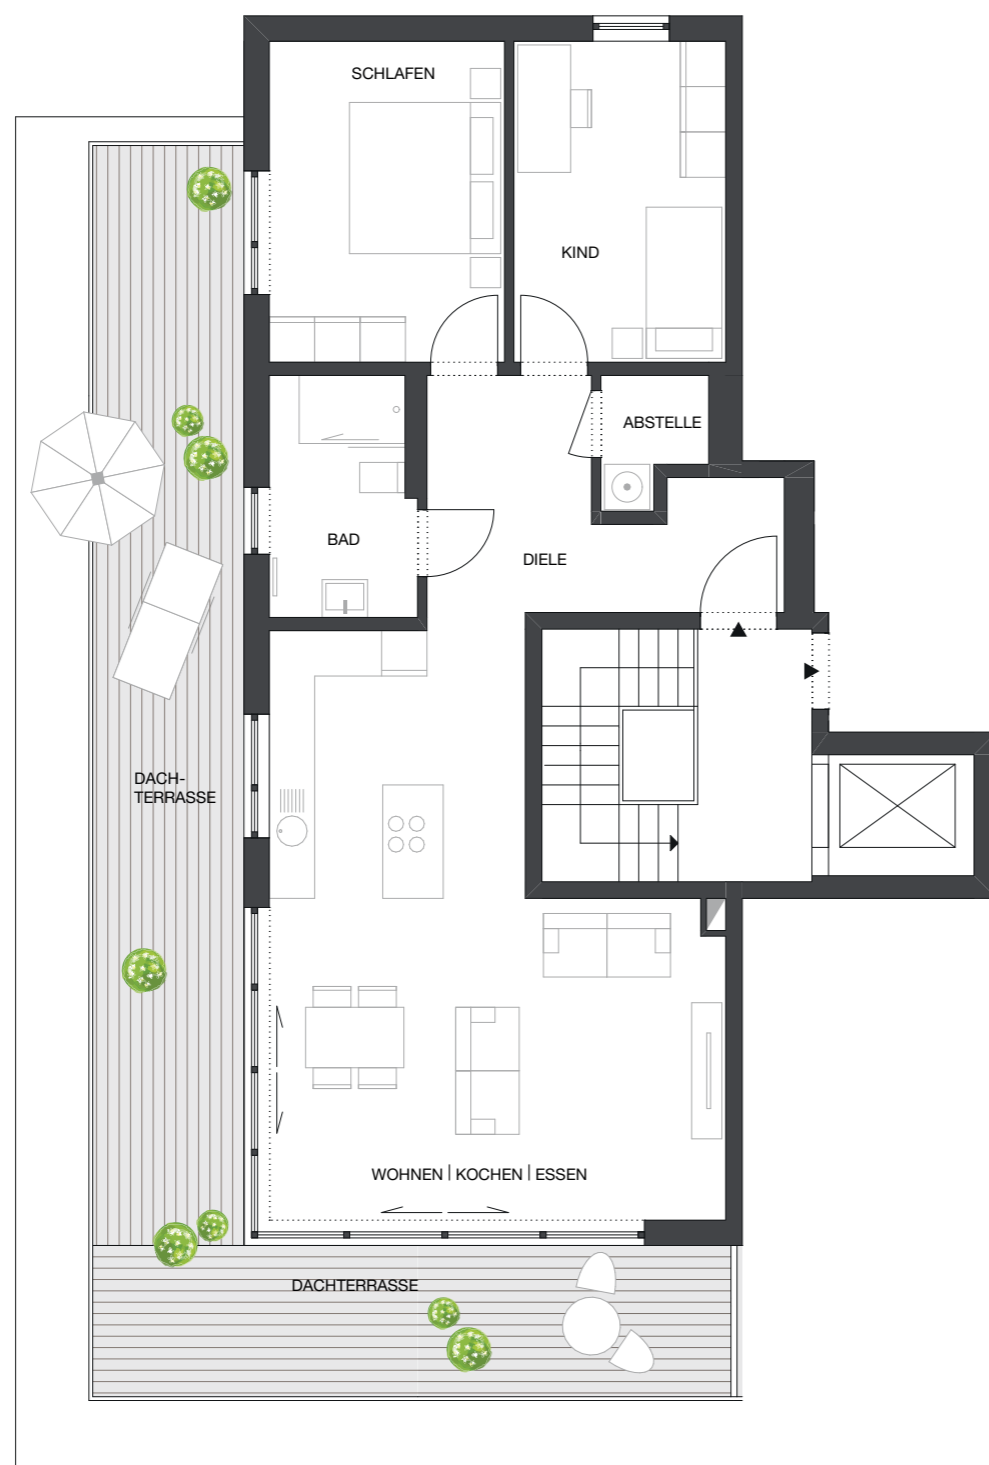 SCHLAFEN
KIND
ABSTELLE
BAD
DIELE
DACH-
TERRASSE
WOHNEN | KOCHEN | ESSEN
DACHTERRASSE